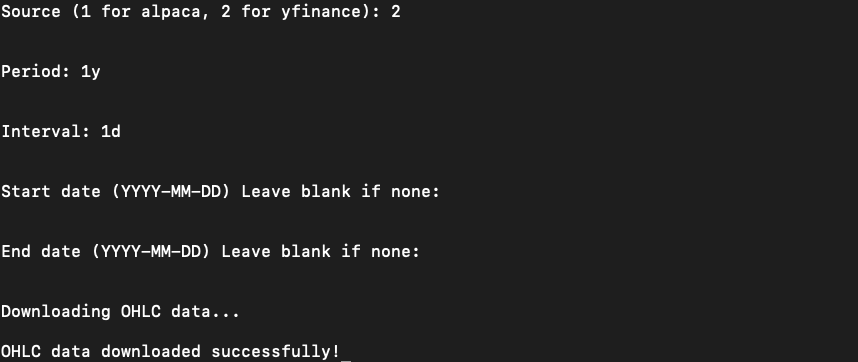 Source (1 for alpaca, 2 for yfinance): 2
Period: 1y
Interval: 1d
Start date (YYYY-MM-DD) Leave blank if none:
End date (YYYY-MM-DD) Leave blank if none:
Downloading OHLC data...
OHLC data downloaded successfully!_